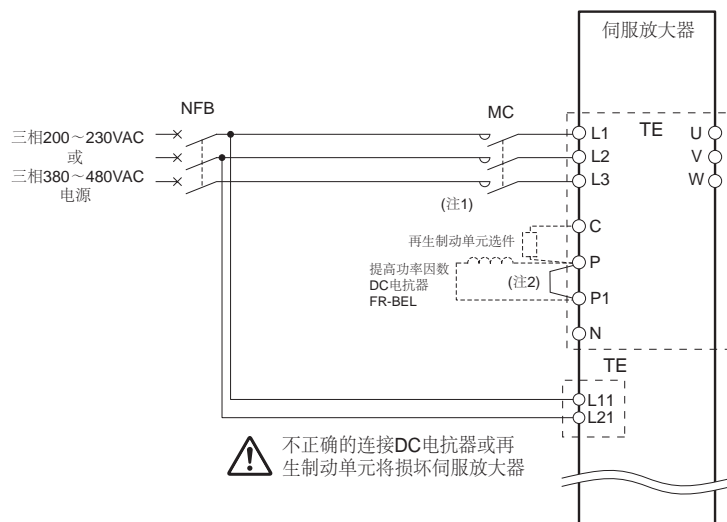 伺服放大器
NFB
MC
三相200～230VAC
或
三相380～480VAC
电源
L1
TE
U
L2
V
L3
W
(注1)
C
再生制动单元选件
P
提高功率因数
DC电抗器
FR-BEL
(注2)
P1
N
TE
L11
L21
不正确的连接DC电抗器或再
生制动单元将损坏伺服放大器